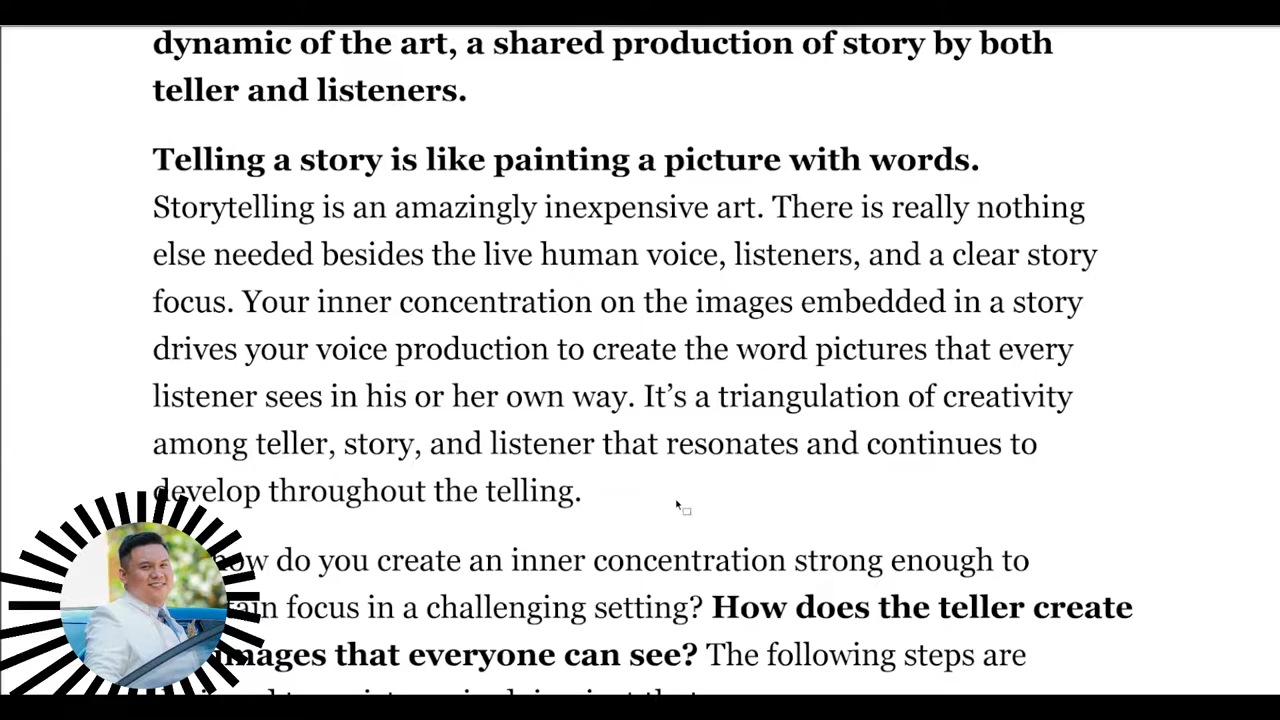 dynamic of the art, a shared production of story by both
teller and listeners.
Telling a story is like painting a picture with words.
Storytelling is an amazingly inexpensive art. There is really nothing
else needed besides the live human voice, listeners, and a clear story
focus. Your inner concentration on the images embedded in a story
drives your voice production to create the word pictures that every
listener sees in his or her own way. It’s a triangulation of creativity
among teller, story, and listener that resonates and continues to
develop throughout the telling.
how do you create an inner concentration strong enough to
focus in a challenging setting? How does the teller create
images that everyone can see? The following steps are